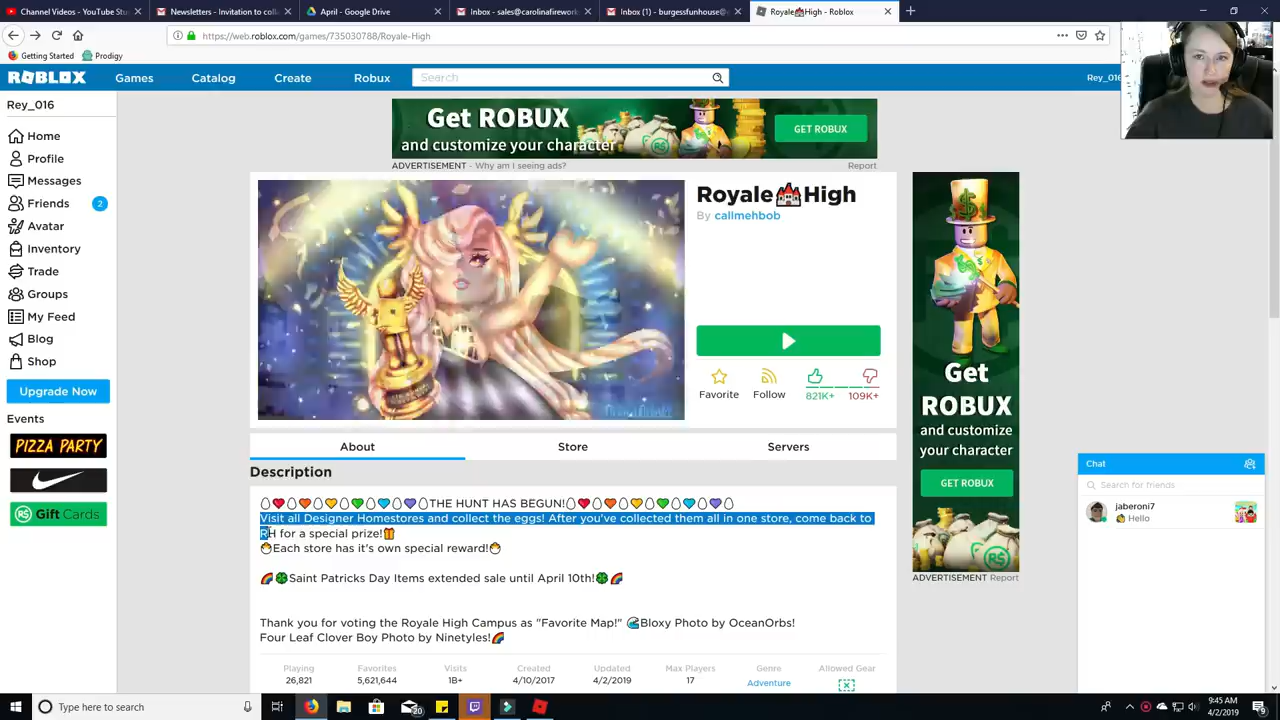 Channel videos - YouTube Stu
Newsletters - Invitation to colla
April - Google Drive
Inbox - sales@carolinafirework
Inbox (1) - burgessfunhouse@
Royale🏰High - Roblox
https://web.roblox.com/games/735030788/Royale-High
Getting Started
Prodigy
ROBLOX
Games
Catalog
Create
Robux
Search
Rey_016
Rey_016
Home
Profile
Messages
Friends
2
Avatar
Inventory
Trade
Groups
My Feed
Blog
Shop
Upgrade Now
Events
PIZZA PARTY
Gift Cards
Get ROBUX
and customize your character
GET ROBUX
ADVERTISEMENT - Why am I seeing ads?
Report
Royale🏰High
By callmehbob
Favorite
Follow
821K+
109K+
About
Store
Servers
Description
🥚❤🥚🧡🥚💛🥚💚🥚💙🥚💜THE HUNT HAS BEGUN!🥚❤🥚🧡🥚💛🥚💚🥚💙🥚💜🥚
Visit all Designer Homestores and collect the eggs! After you've collected them all in one store, come back to
RH for a special prize!🎁
🐣Each store has it's own special reward!🐣
🌈🍀Saint Patricks Day Items extended sale until April 10th!🍀🌈
Thank you for voting the Royale High Campus as "Favorite Map!" 🌊Bloxy Photo by OceanOrbs!
Four Leaf Clover Boy Photo by Ninetyles!🌈
Playing
Favorites
Visits
Created
Updated
Max Players
Genre
Allowed Gear
26,821
5,621,644
1B+
4/10/2017
4/2/2019
17
Adventure
Get
ROBUX
and customize
your character
GET ROBUX
ADVERTISEMENT
Report
Chat
Search for friends
jaberoni7
Hello
Type here to search
9:45 AM
4/2/2019